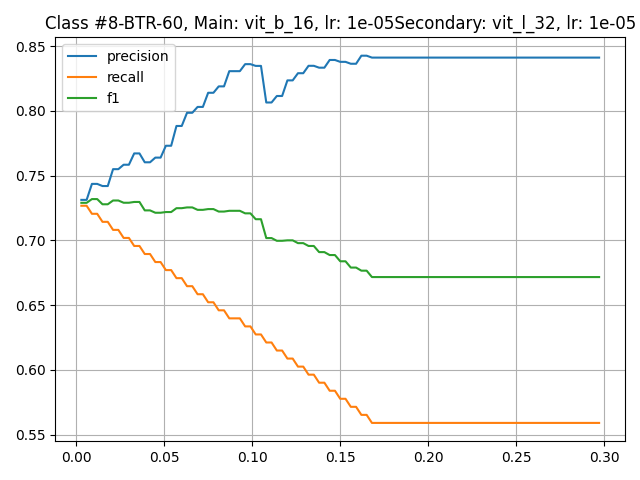 Class #8-BTR-60, Main: vit_b_16, lr: 1e-05Secondary: vit_l_32, lr: 1e-05
precision
recall
f1
0.85
0.80
0.75
0.70
0.65
0.60
0.55
0.00 0.05 0.10 0.15 0.20 0.25 0.30